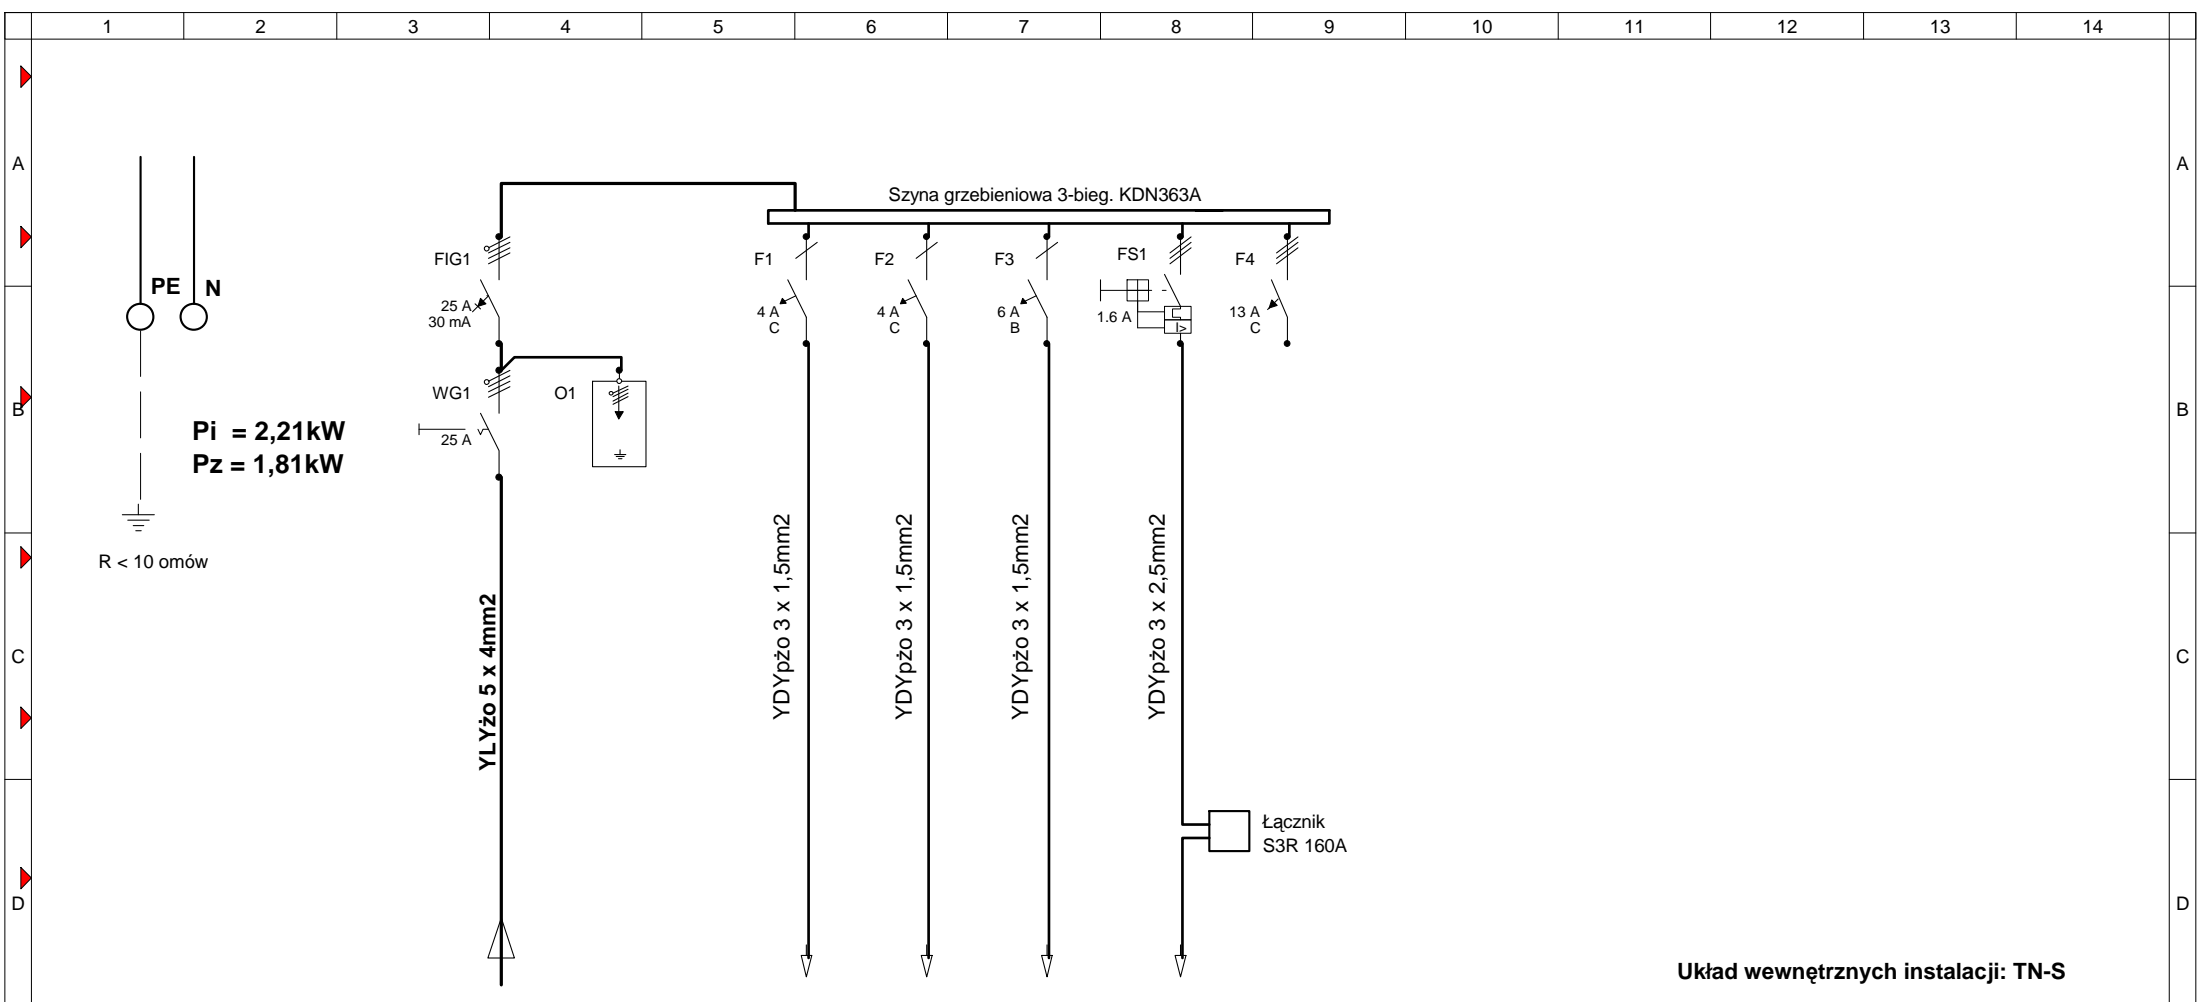 1 2 3 4 5 6 7 8 9 10 11 12 13 14
A
A
Szyna grzebieniowa 3-bieg. KDN363A
FIG1
F1
F2
F3
FS1
F4
PE
N
25 A
30 mA
4 A
C
4 A
C
6 A
B
1.6 A
I>
13 A
C
WG1
O1
25 A
B
B
Pi = 2,21kW
Pz = 1,81kW
R < 10 omów
YLYżo 5 x 4mm2
YDYpżo 3 x 1,5mm2
YDYpżo 3 x 1,5mm2
YDYpżo 3 x 1,5mm2
YDYpżo 3 x 2,5mm2
C
C
Łącznik
S3R 160A
D
D
Układ wewnętrznych instalacji: TN-S